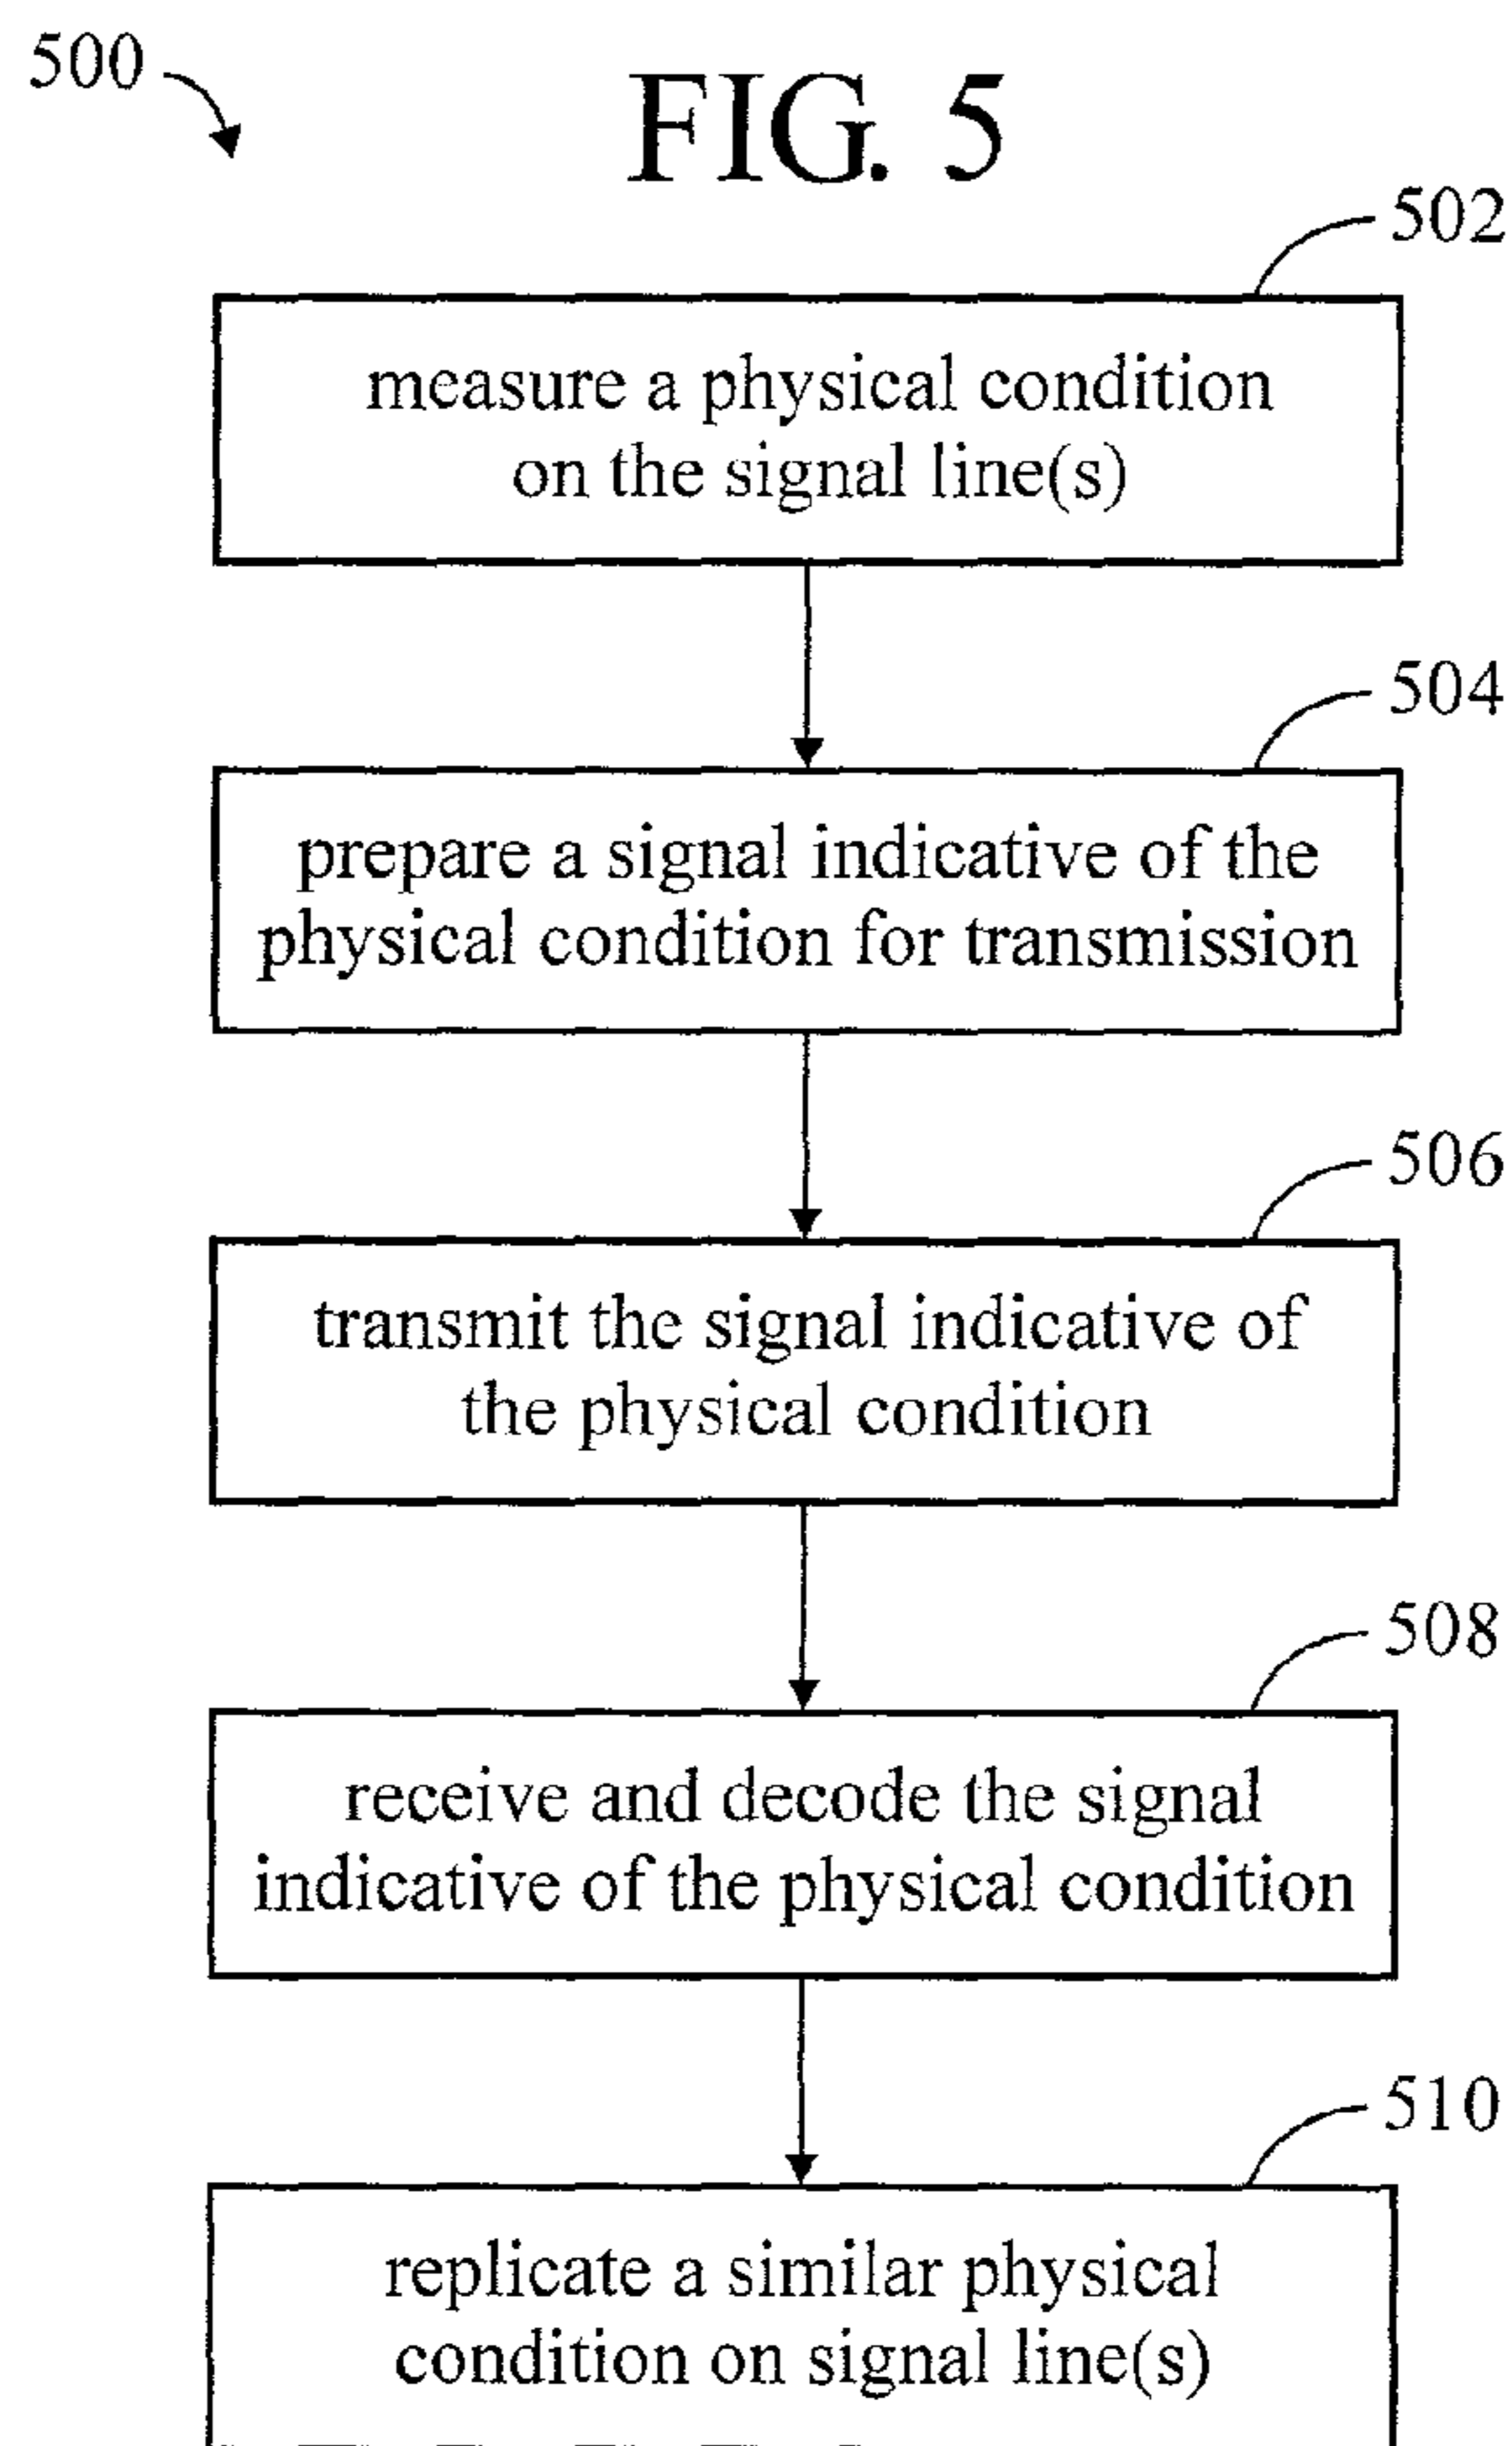 500
FIG. 5
502
measure a physical condition
on the signal line(s)
504
prepare a signal indicative of the
physical condition for transmission
506
transmit the signal indicative of
the physical condition
508
receive and decode the signal
indicative of the physical condition
510
replicate a similar physical
condition on signal line(s)